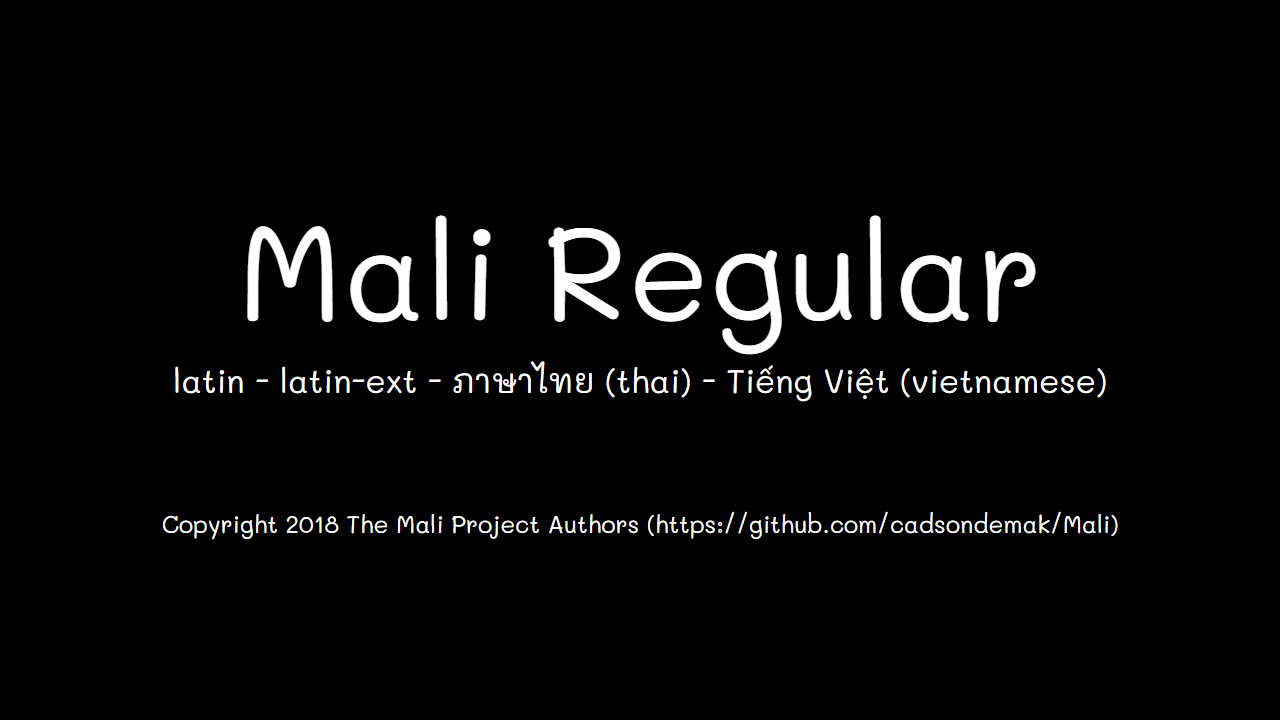 Mali Regular
latin - latin-ext - ภาษาไทย (thai) - Tiếng Việt (vietnamese)
Copyright 2018 The Mali Project Authors (https://github.com/cadsondemak/Mali)